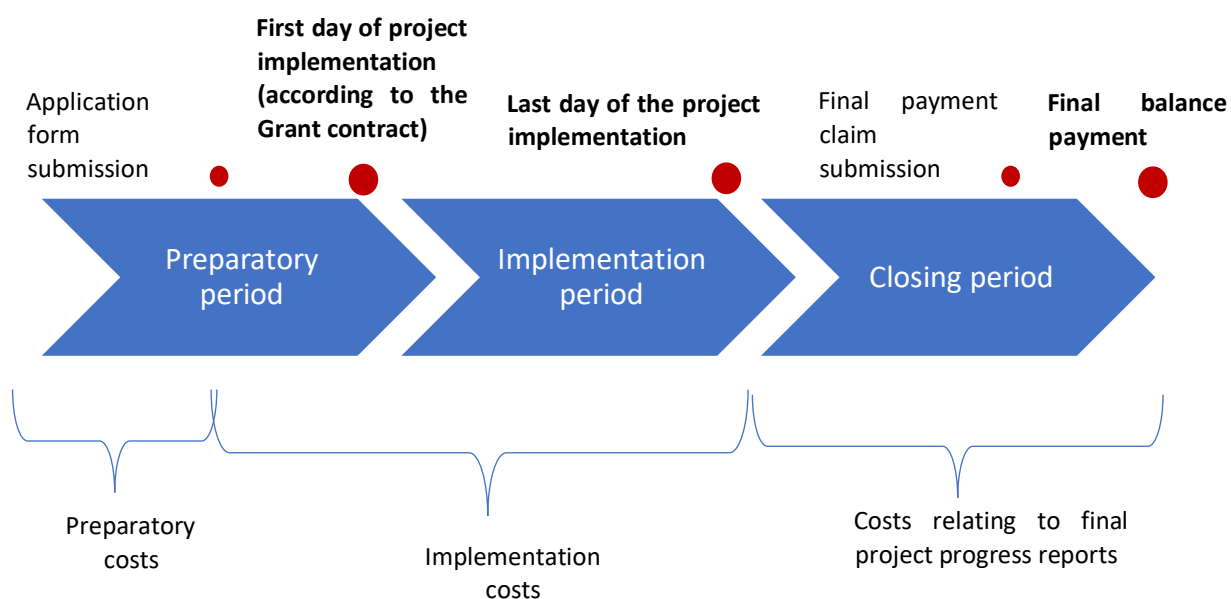 Application
form
submission
First day of project
implementation
(according to the
Grant contract)
Last day of the project
implementation
Final payment
claim
submission
Final balance
payment
Preparatory
period
Implementation
period
Closing period
Preparatory
costs
Implementation
costs
Costs relating to final
project progress reports